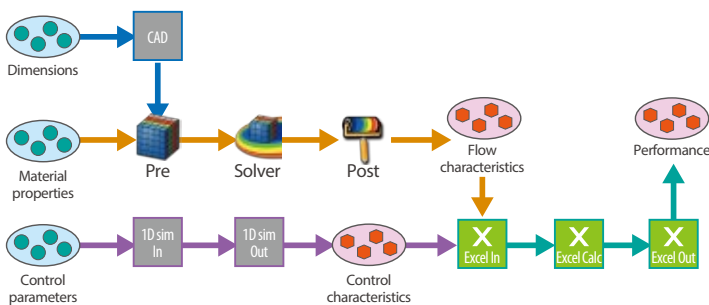 CAD
Dimensions
Material
properties
Pre
Solver
Post
Flow
characteristics
Performance
Control
parameters
1D sim
In
1D sim
Out
Control
characteristics
X
Excel In
X
Excel Calc
X
Excel Out